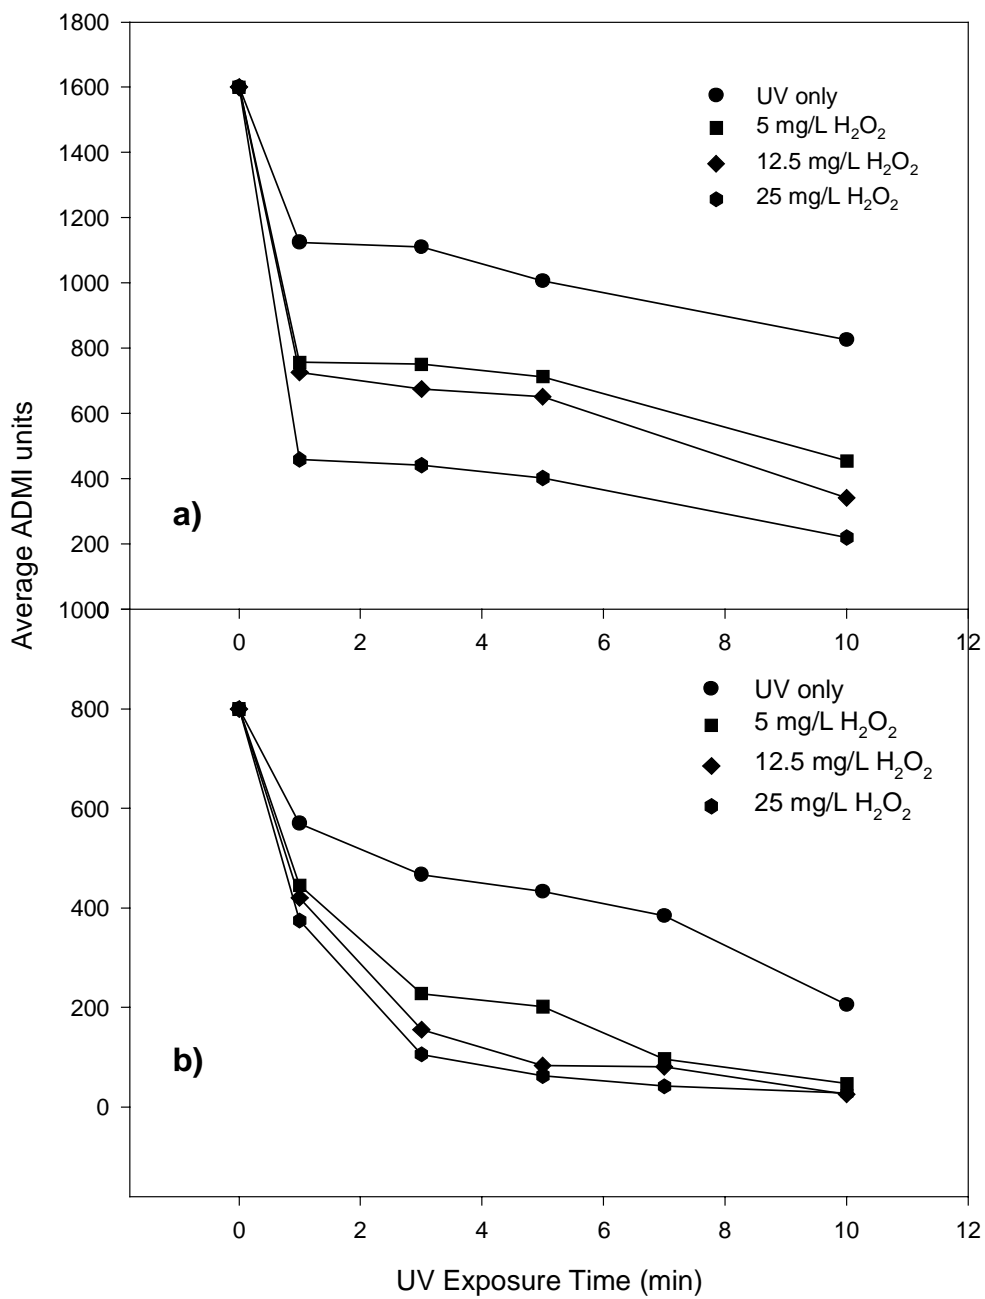 1800
1600
1400
1200
1000
800
600
400
200
0
Average ADMI units
UV only
5 mg/L H₂O₂
12.5 mg/L H₂O₂
25 mg/L H₂O₂
a)
0 2 4 6 8 10 12
1000
800
600
400
200
0
UV only
5 mg/L H₂O₂
12.5 mg/L H₂O₂
25 mg/L H₂O₂
b)
0 2 4 6 8 10 12
UV Exposure Time (min)